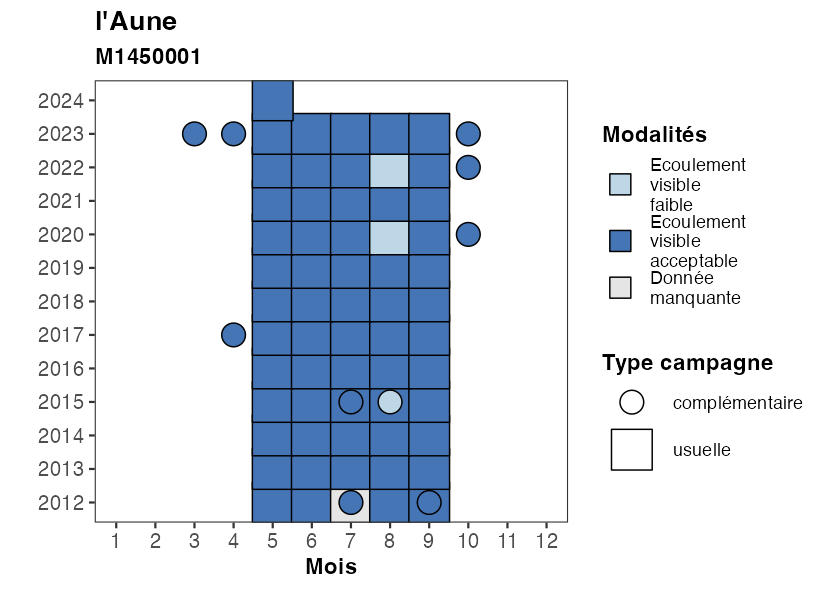 l'Aune
M1450001
2024
2023
2022
2021
2020
2019
2018
2017
2016
2015
2014
2013
2012
1 2 3 4 5 6 7 8 9 10 11 12
Mois
Modalités
Ecoulement
visible
faible
Ecoulement
visible
acceptable
Donnée
manquante
Type campagne
complémentaire
usuelle